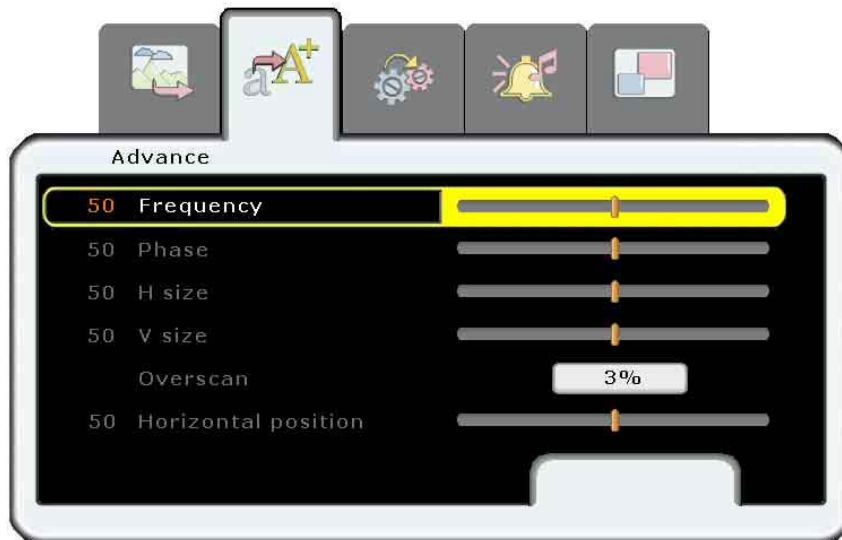 Advance
50 Frequency
50 Phase
50 H size
50 V size
Overscan 3%
50 Horizontal position